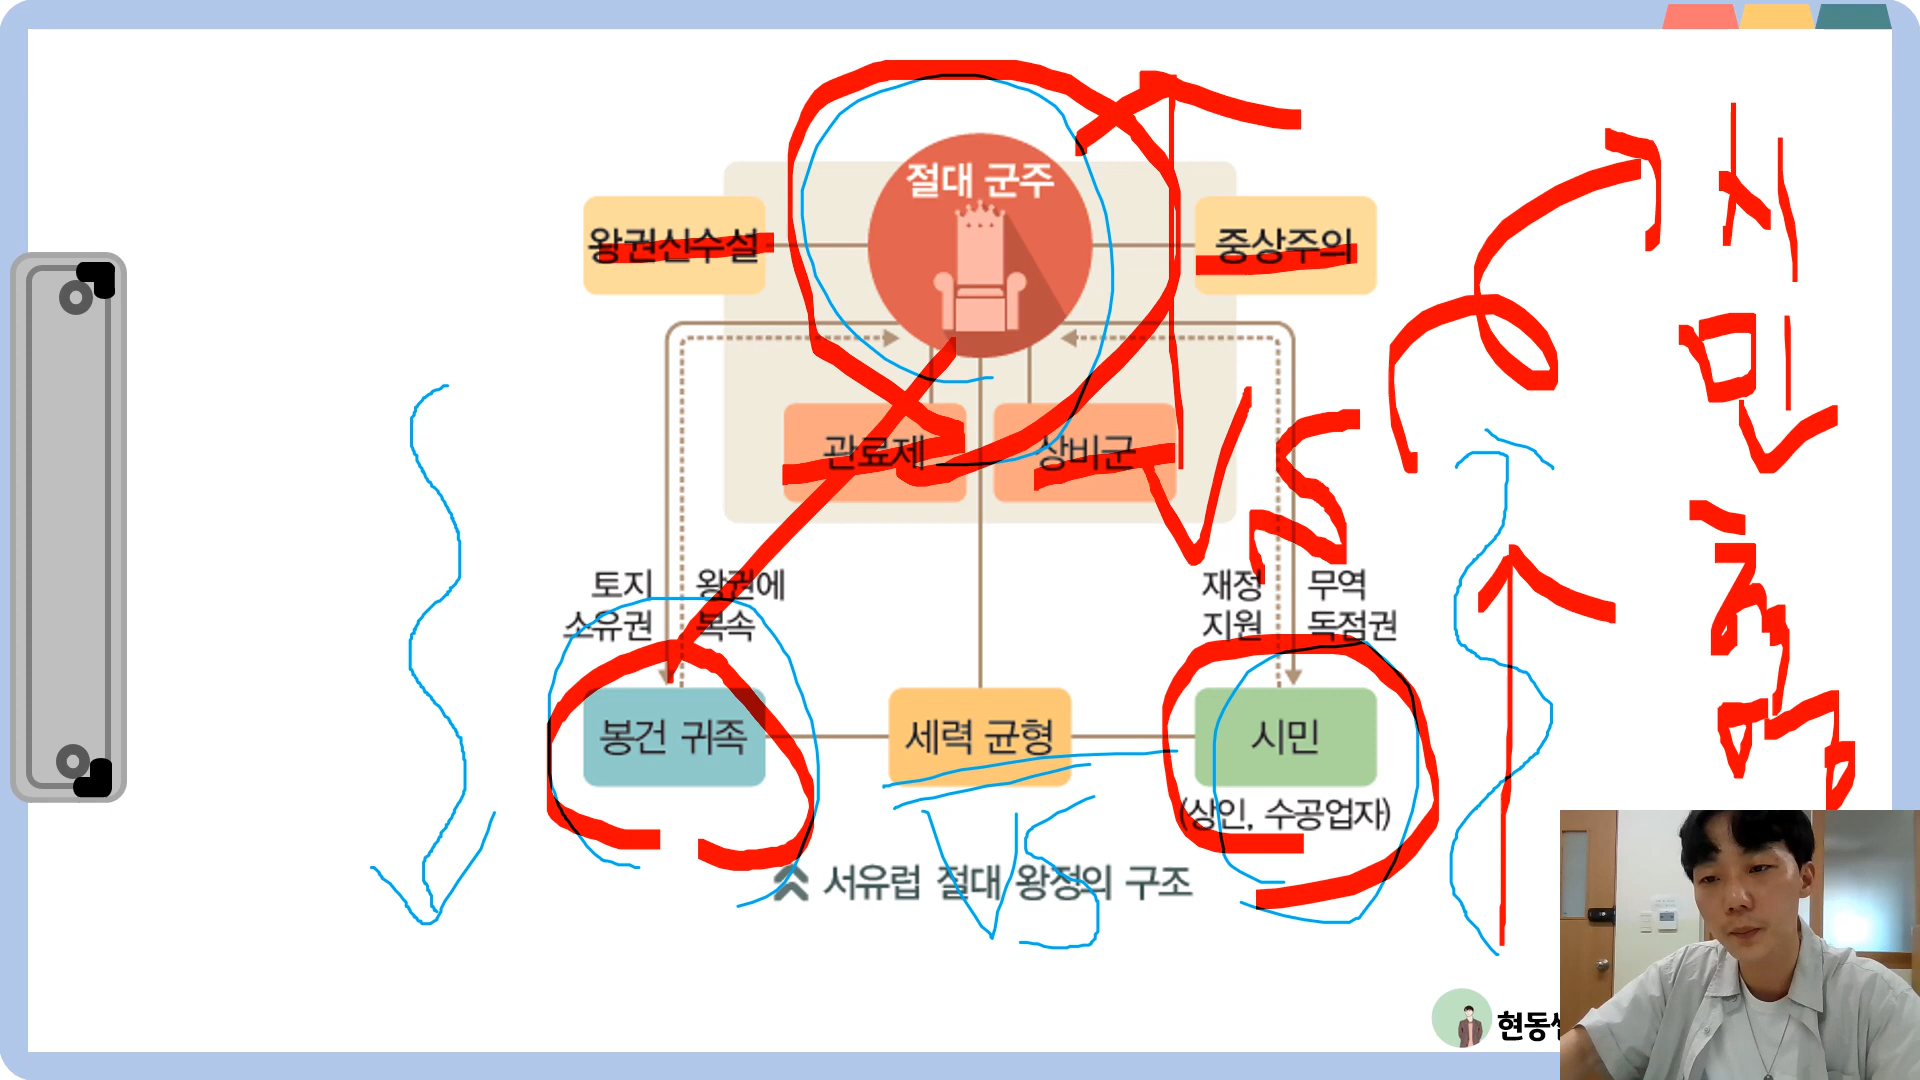 절대 군주
왕권신수설
중상주의
관료제
상비군
VS
토지
소유권
왕권에
복속
재정
지원
무역
독점권
봉건 귀족
세력 균형
시민
(상인, 수공업자)
VS
서유럽 절대 왕정의 구조
시
민
혁
명
현동